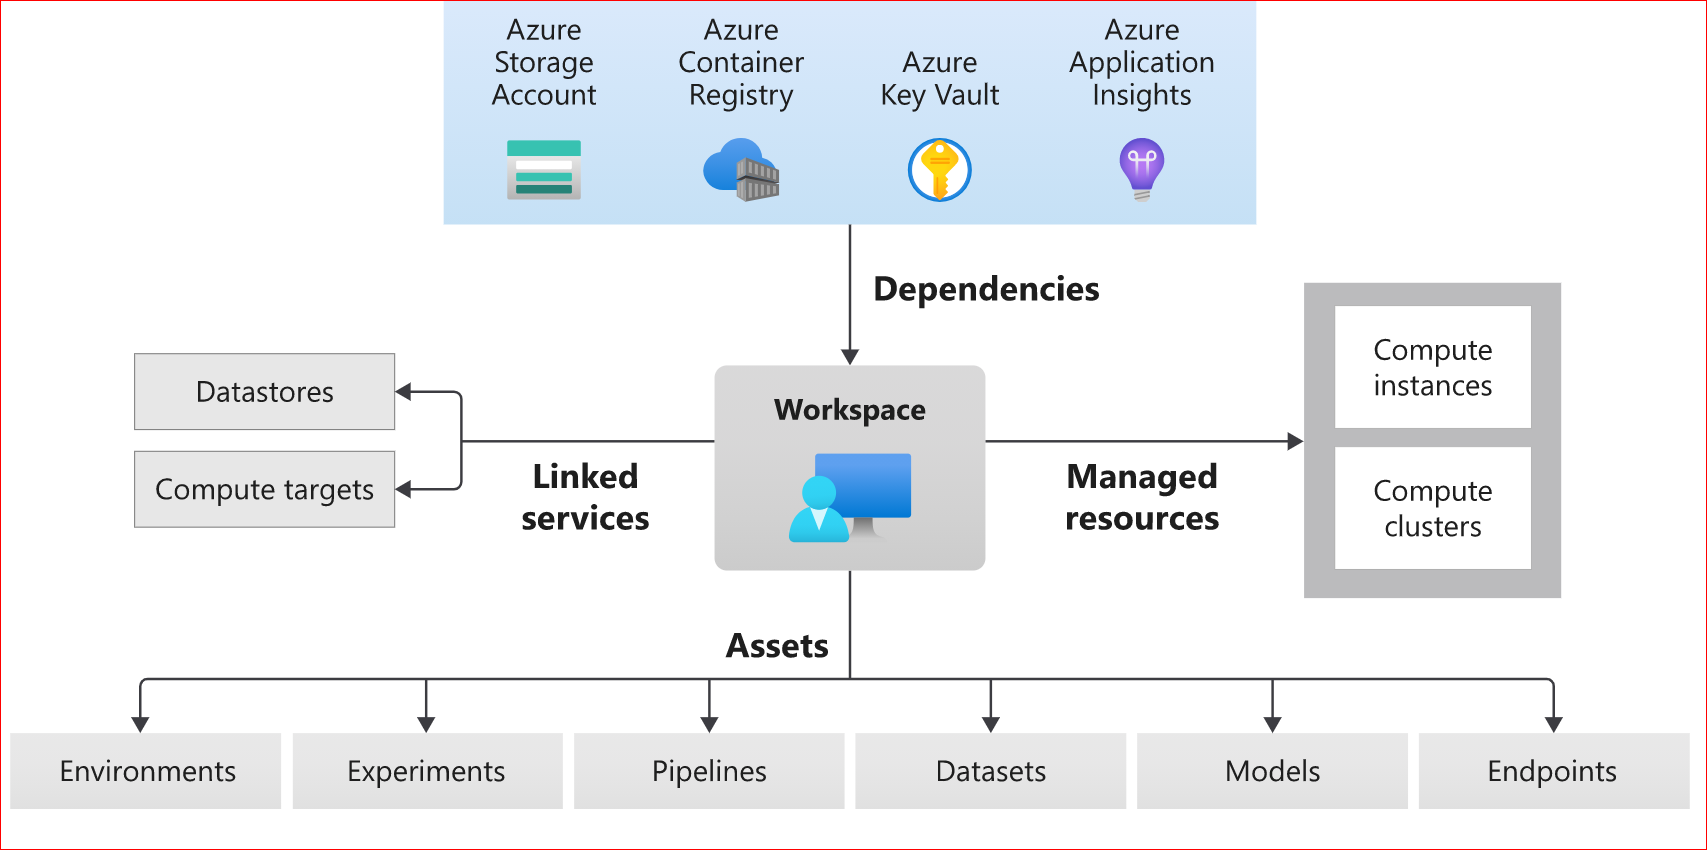 Azure
Storage
Account
Azure
Container
Registry
Azure
Key Vault
Azure
Application
Insights
Dependencies
Datastores
Compute targets
Linked
services
Workspace
Managed
resources
Compute
instances
Compute
clusters
Assets
Environments
Experiments
Pipelines
Datasets
Models
Endpoints